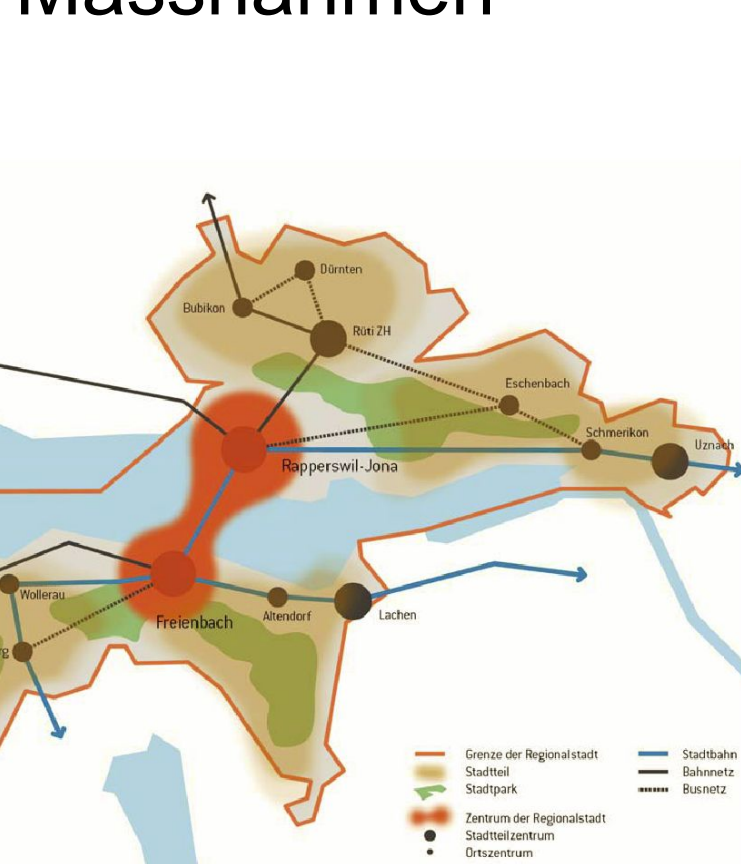 Massnahmen
Dürnten
Bubikon
Rüti ZH
Eschenbach
Schmerikon
Uznach
Rapperswil-Jona
Wollerau
Altendorf
Lachen
Freienbach
Grenze der Regionalstadt
Stadtteil
Stadtpark
Zentrum der Regionalstadt
Stadtteilzentrum
Ortszentrum
Stadtbahn
Bahnnetz
Busnetz